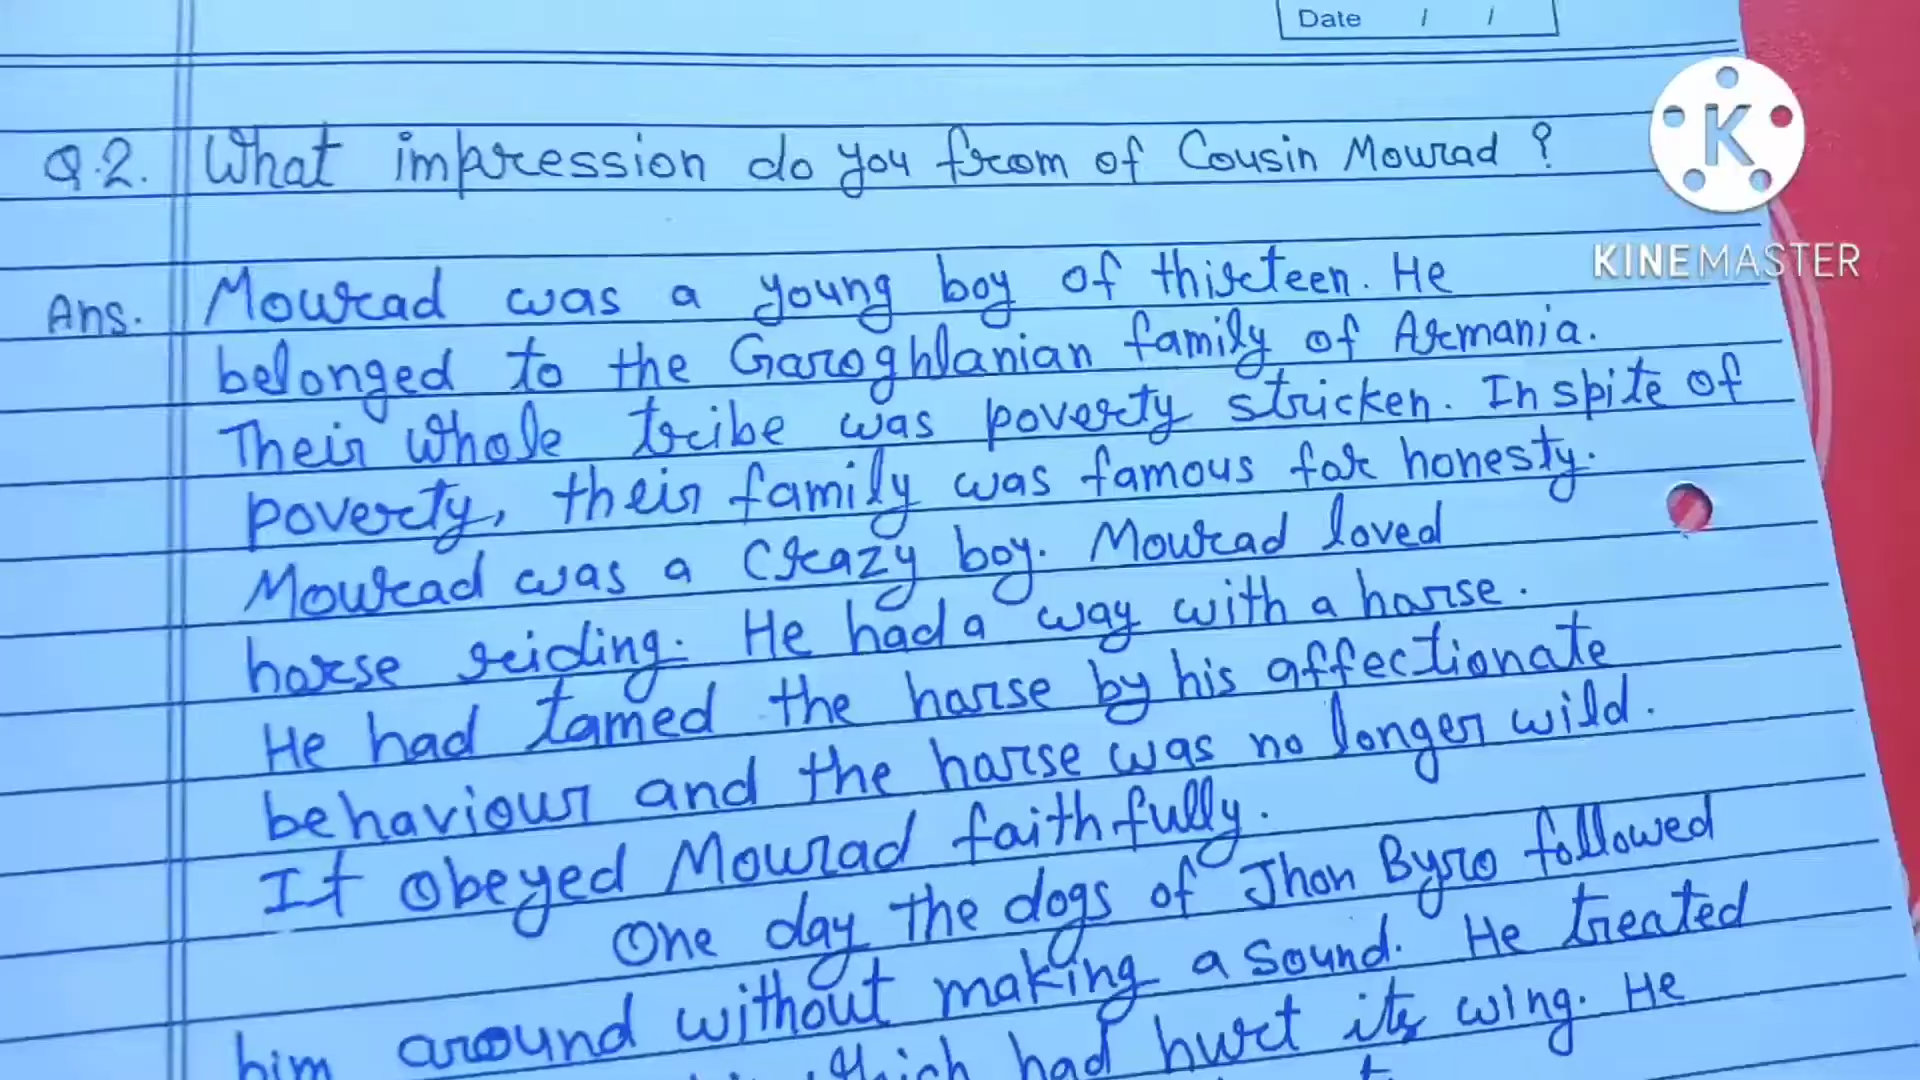 Date / /
Q.2. What impression do you from of Cousin Mourad ?
KINEMASTER
Ans. Mourad was a young boy of thirteen. He
belonged to the Garoghlanian family of Armania.
Their whole tribe was poverty stricken. In spite of
poverty, their family was famous for honesty.
Mourad was a crazy boy. Mourad loved
horse riding. He had a way with a horse.
He had tamed the horse by his affectionate
behaviour and the horse was no longer wild.
It obeyed Mourad faithfully.
One day the dogs of Jhon Byro followed
him around without making a sound. He treated
which had hurt its wing. He